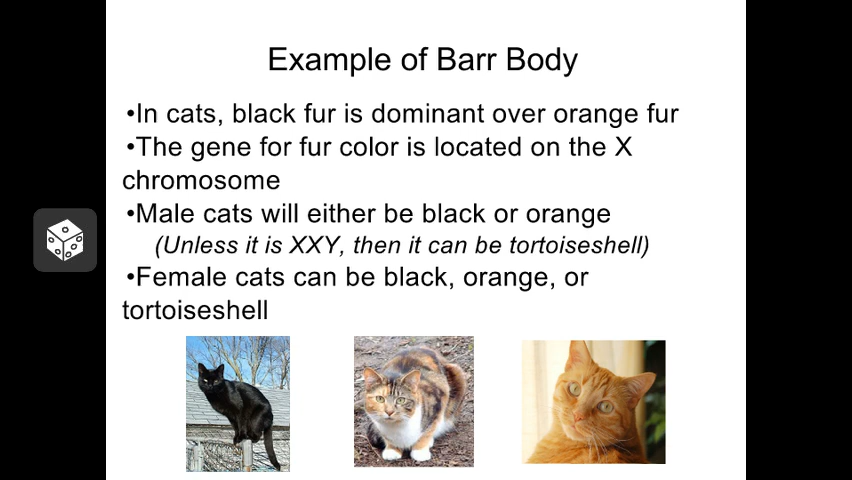 Example of Barr Body
•In cats, black fur is dominant over orange fur
•The gene for fur color is located on the X
chromosome
•Male cats will either be black or orange
(Unless it is XXY, then it can be tortoiseshell)
•Female cats can be black, orange, or
tortoiseshell